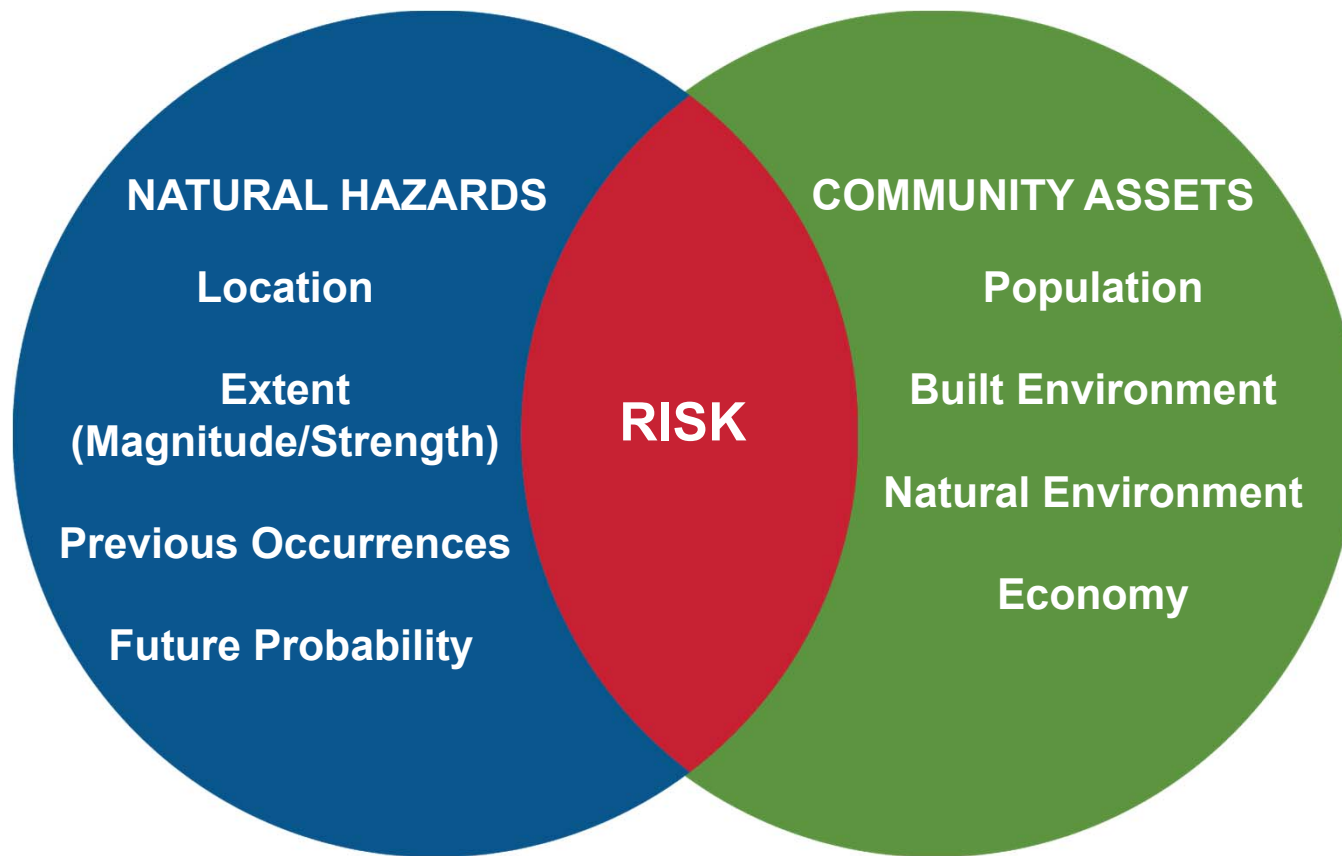 NATURAL HAZARDS
Location
Extent
(Magnitude/Strength)
Previous Occurrences
Future Probability
RISK
COMMUNITY ASSETS
Population
Built Environment
Natural Environment
Economy